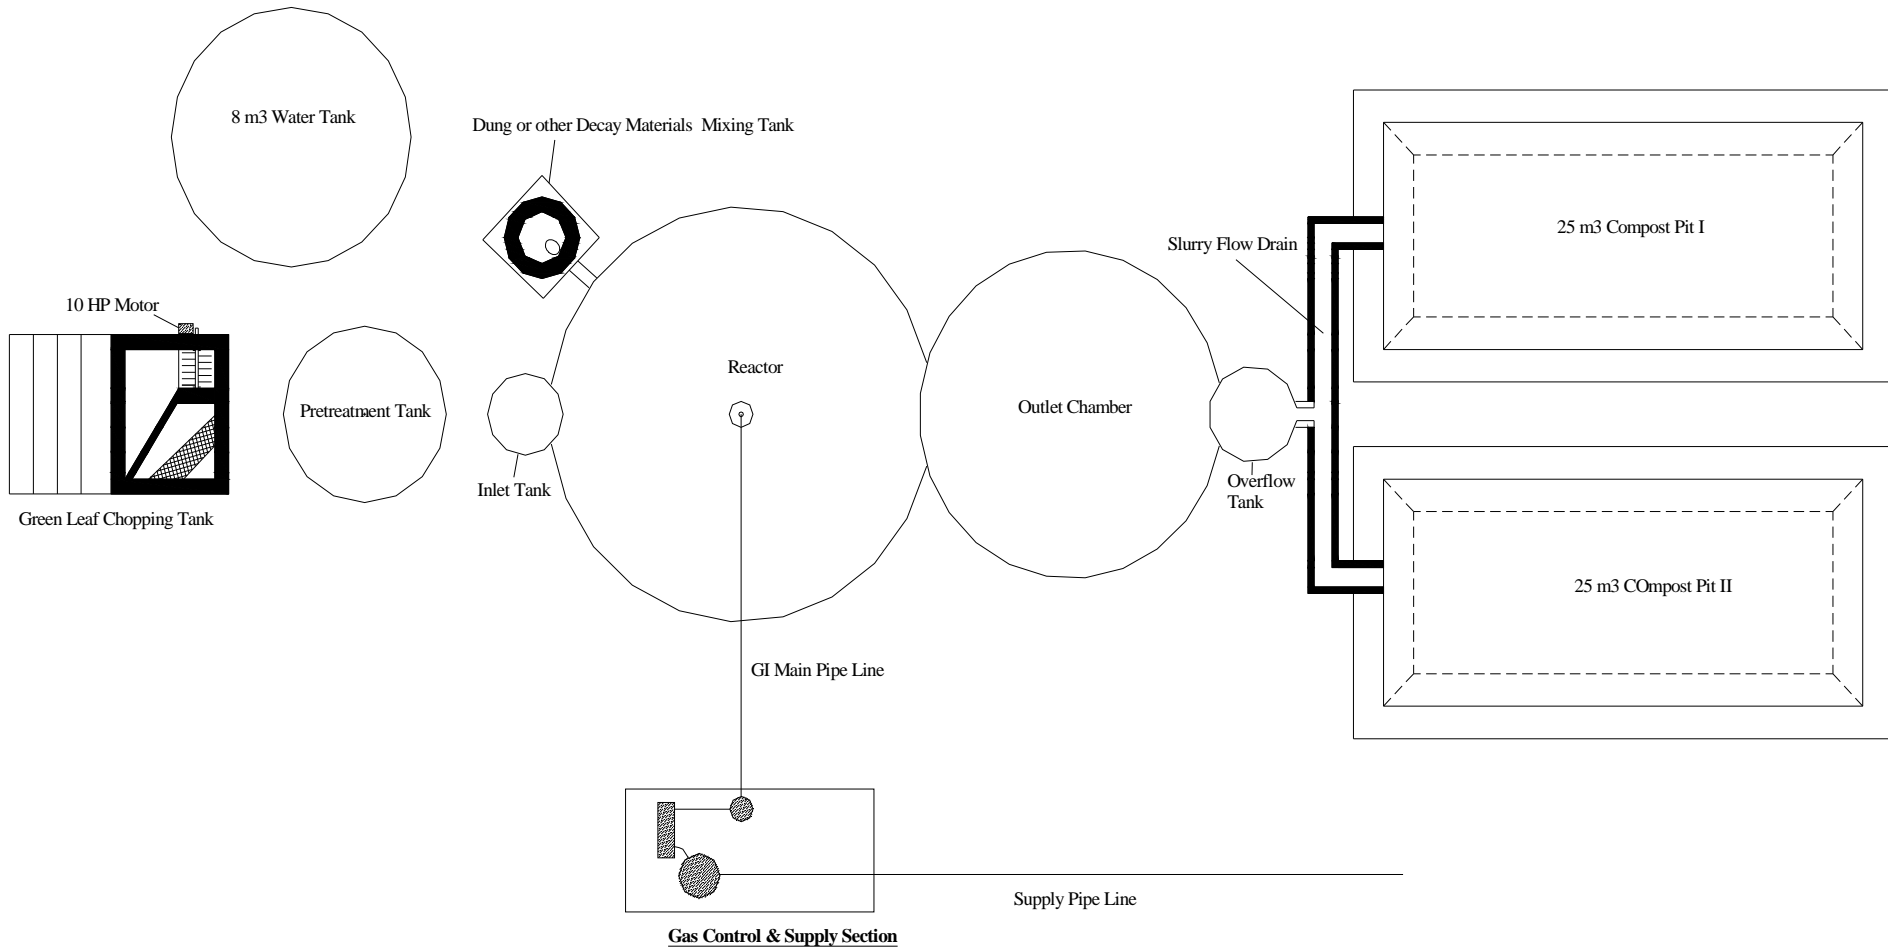 8 m3 Water Tank
Dung or other Decay Materials  Mixing Tank
25 m3 Compost Pit I
Slurry Flow Drain
10 HP Motor
Reactor
Pretreatment Tank
Outlet Chamber
Inlet Tank
Overflow
Tank
Green Leaf Chopping Tank
25 m3 COmpost Pit II
GI Main Pipe Line
Supply Pipe Line
Gas Control & Supply Section